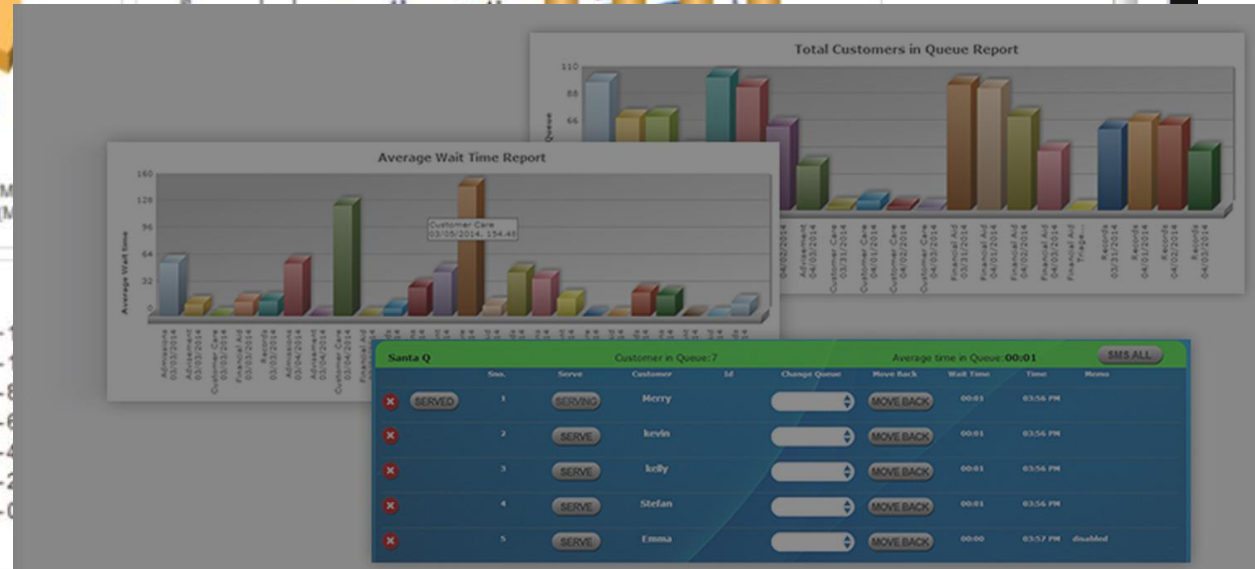 Total Customers in Queue Report
110
88
66
Queue
04/02/2014
Advisement
04/03/2014
Customer Care
03/31/2014
Customer Care
04/01/2014
Customer Care
04/02/2014
Customer Care
04/03/2014
Financial Aid
03/31/2014
Financial Aid
04/01/2014
Financial Aid
04/02/2014
Financial Aid
04/03/2014
Financial Aid
Triage...
Records
03/31/2014
Records
04/01/2014
Records
04/02/2014
Records
04/03/2014
Average Wait Time Report
160
128
96
64
32
0
Average Wait time
Customer Care
03/05/2014, 154.48
Admissions
03/03/2014
Advisement
03/03/2014
Customer Care
03/03/2014
Financial Aid
03/03/2014
Records
03/03/2014
Admissions
03/04/2014
Advisement
03/04/2014
Customer Care
03/04/2014
Financial Aid
Santa Q Customer in Queue:7 Average time in Queue:00:01 SMS ALL
Sno. Serve Customer Id Change Queue Move Back Wait Time Time Memo
SERVED 1 SERVING Merry MOVE BACK 00:01 03:56 PM
2 SERVE kevin MOVE BACK 00:01 03:56 PM
3 SERVE kelly MOVE BACK 00:01 03:56 PM
4 SERVE Stefan MOVE BACK 00:01 03:56 PM
5 SERVE Emma MOVE BACK 00:00 03:57 PM disabled